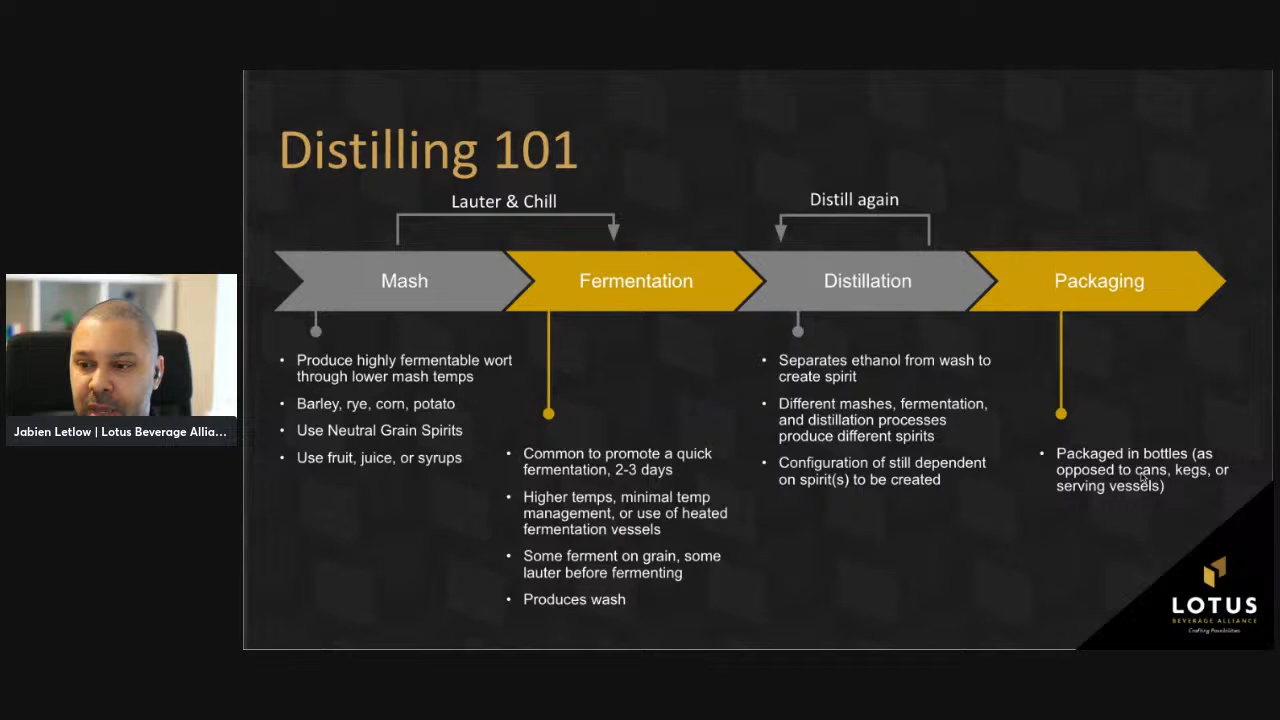 Distilling 101
Lauter & Chill
Distill again
Mash
Fermentation
Distillation
Packaging
• Produce highly fermentable wort
through lower mash temps
• Barley, rye, corn, potato
• Use Neutral Grain Spirits
• Use fruit, juice, or syrups
• Common to promote a quick
fermentation, 2-3 days
• Higher temps, minimal temp
management, or use of heated
fermentation vessels
• Some ferment on grain, some
lauter before fermenting
• Produces wash
• Separates ethanol from wash to
create spirit
• Different mashes, fermentation,
and distillation processes
produce different spirits
• Configuration of still dependent
on spirit(s) to be created
• Packaged in bottles (as
opposed to cans, kegs, or
serving vessels)
Jabien Letlow | Lotus Beverage Allia...
LOTUS
BEVERAGE ALLIANCE
Crafting Possibilities